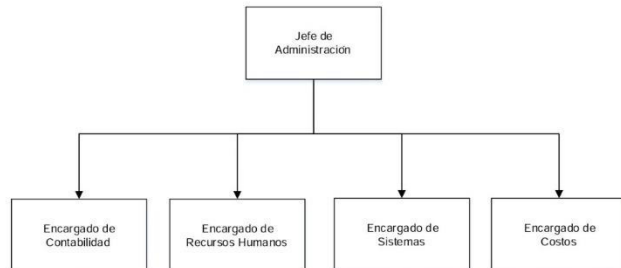 Jefe de
Administración
Encargado de
Contabilidad
Encargado de
Recursos Humanos
Encargado de
Sistemas
Encargado de
Costos